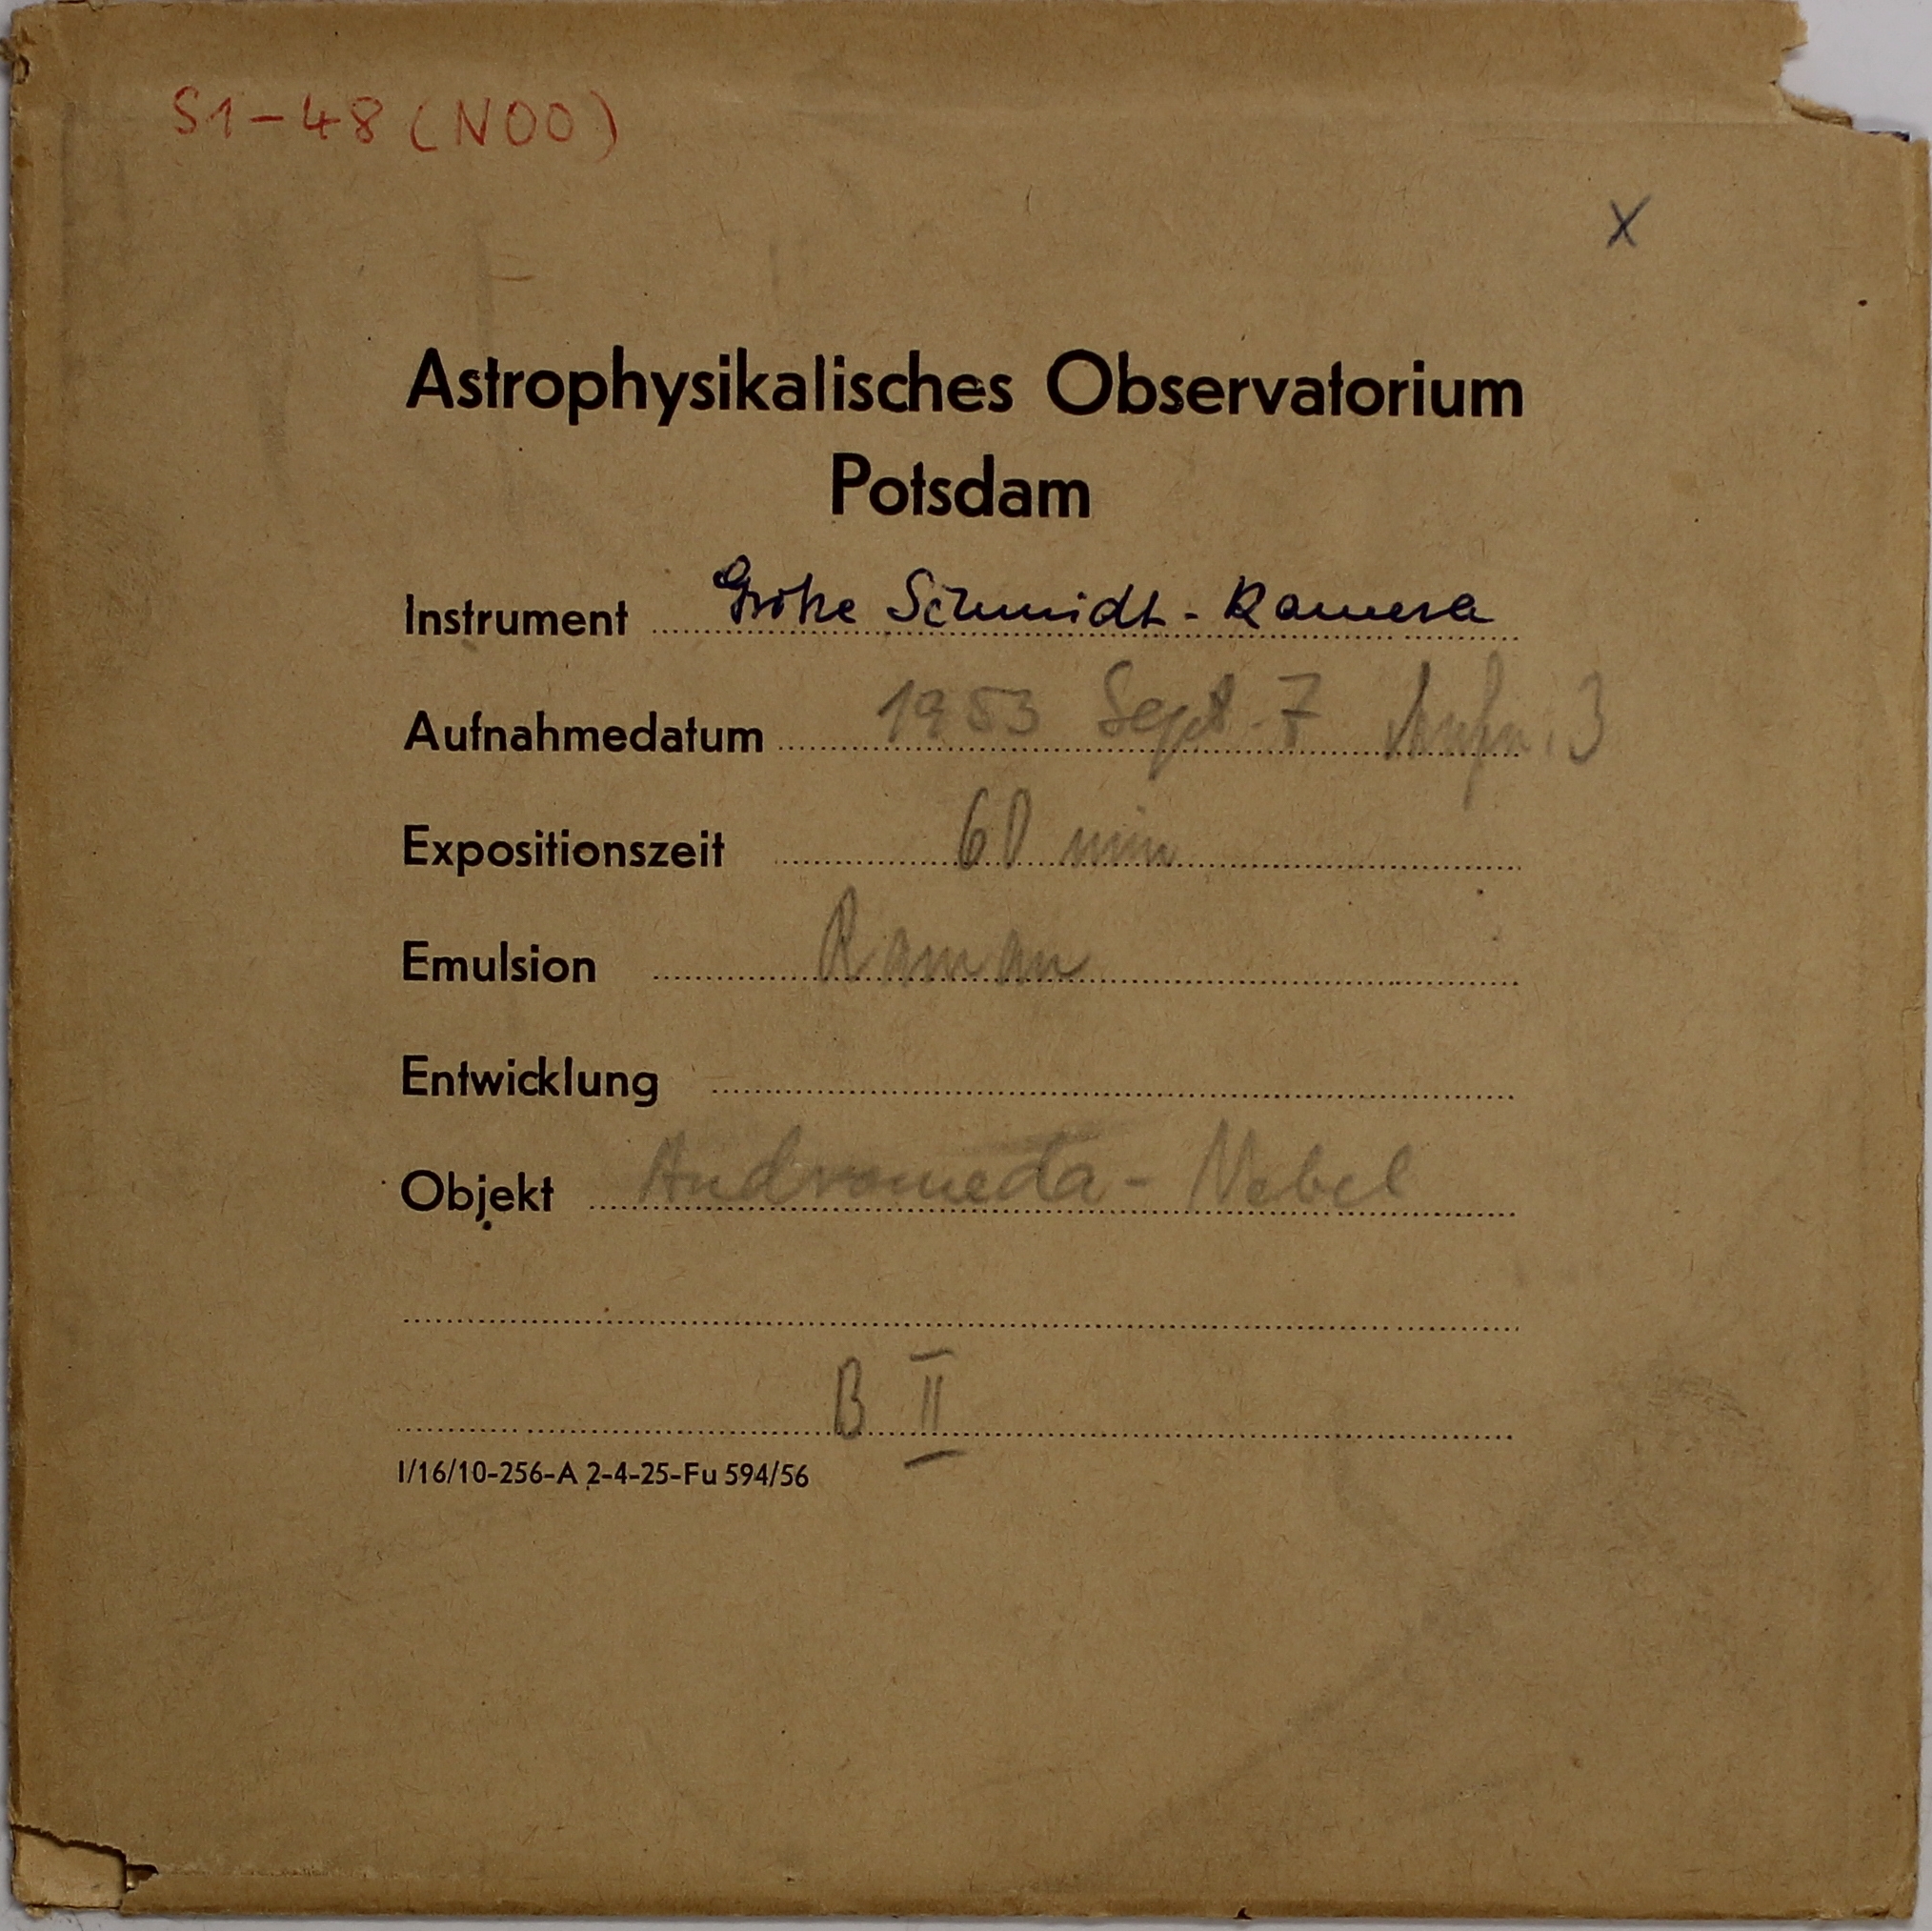 S1-48 (N00)
X
Astrophysikalisches Observatorium
Potsdam
Instrument Große Schmidt-Kamera
Aufnahmedatum 1953 Sept. 7 Aufn. 3
Expositionszeit 60 min
Emulsion Raman
Entwicklung
Objekt Andromeda-Nebel
B II
I/16/10-256-A 2-4-25-Fu 594/56